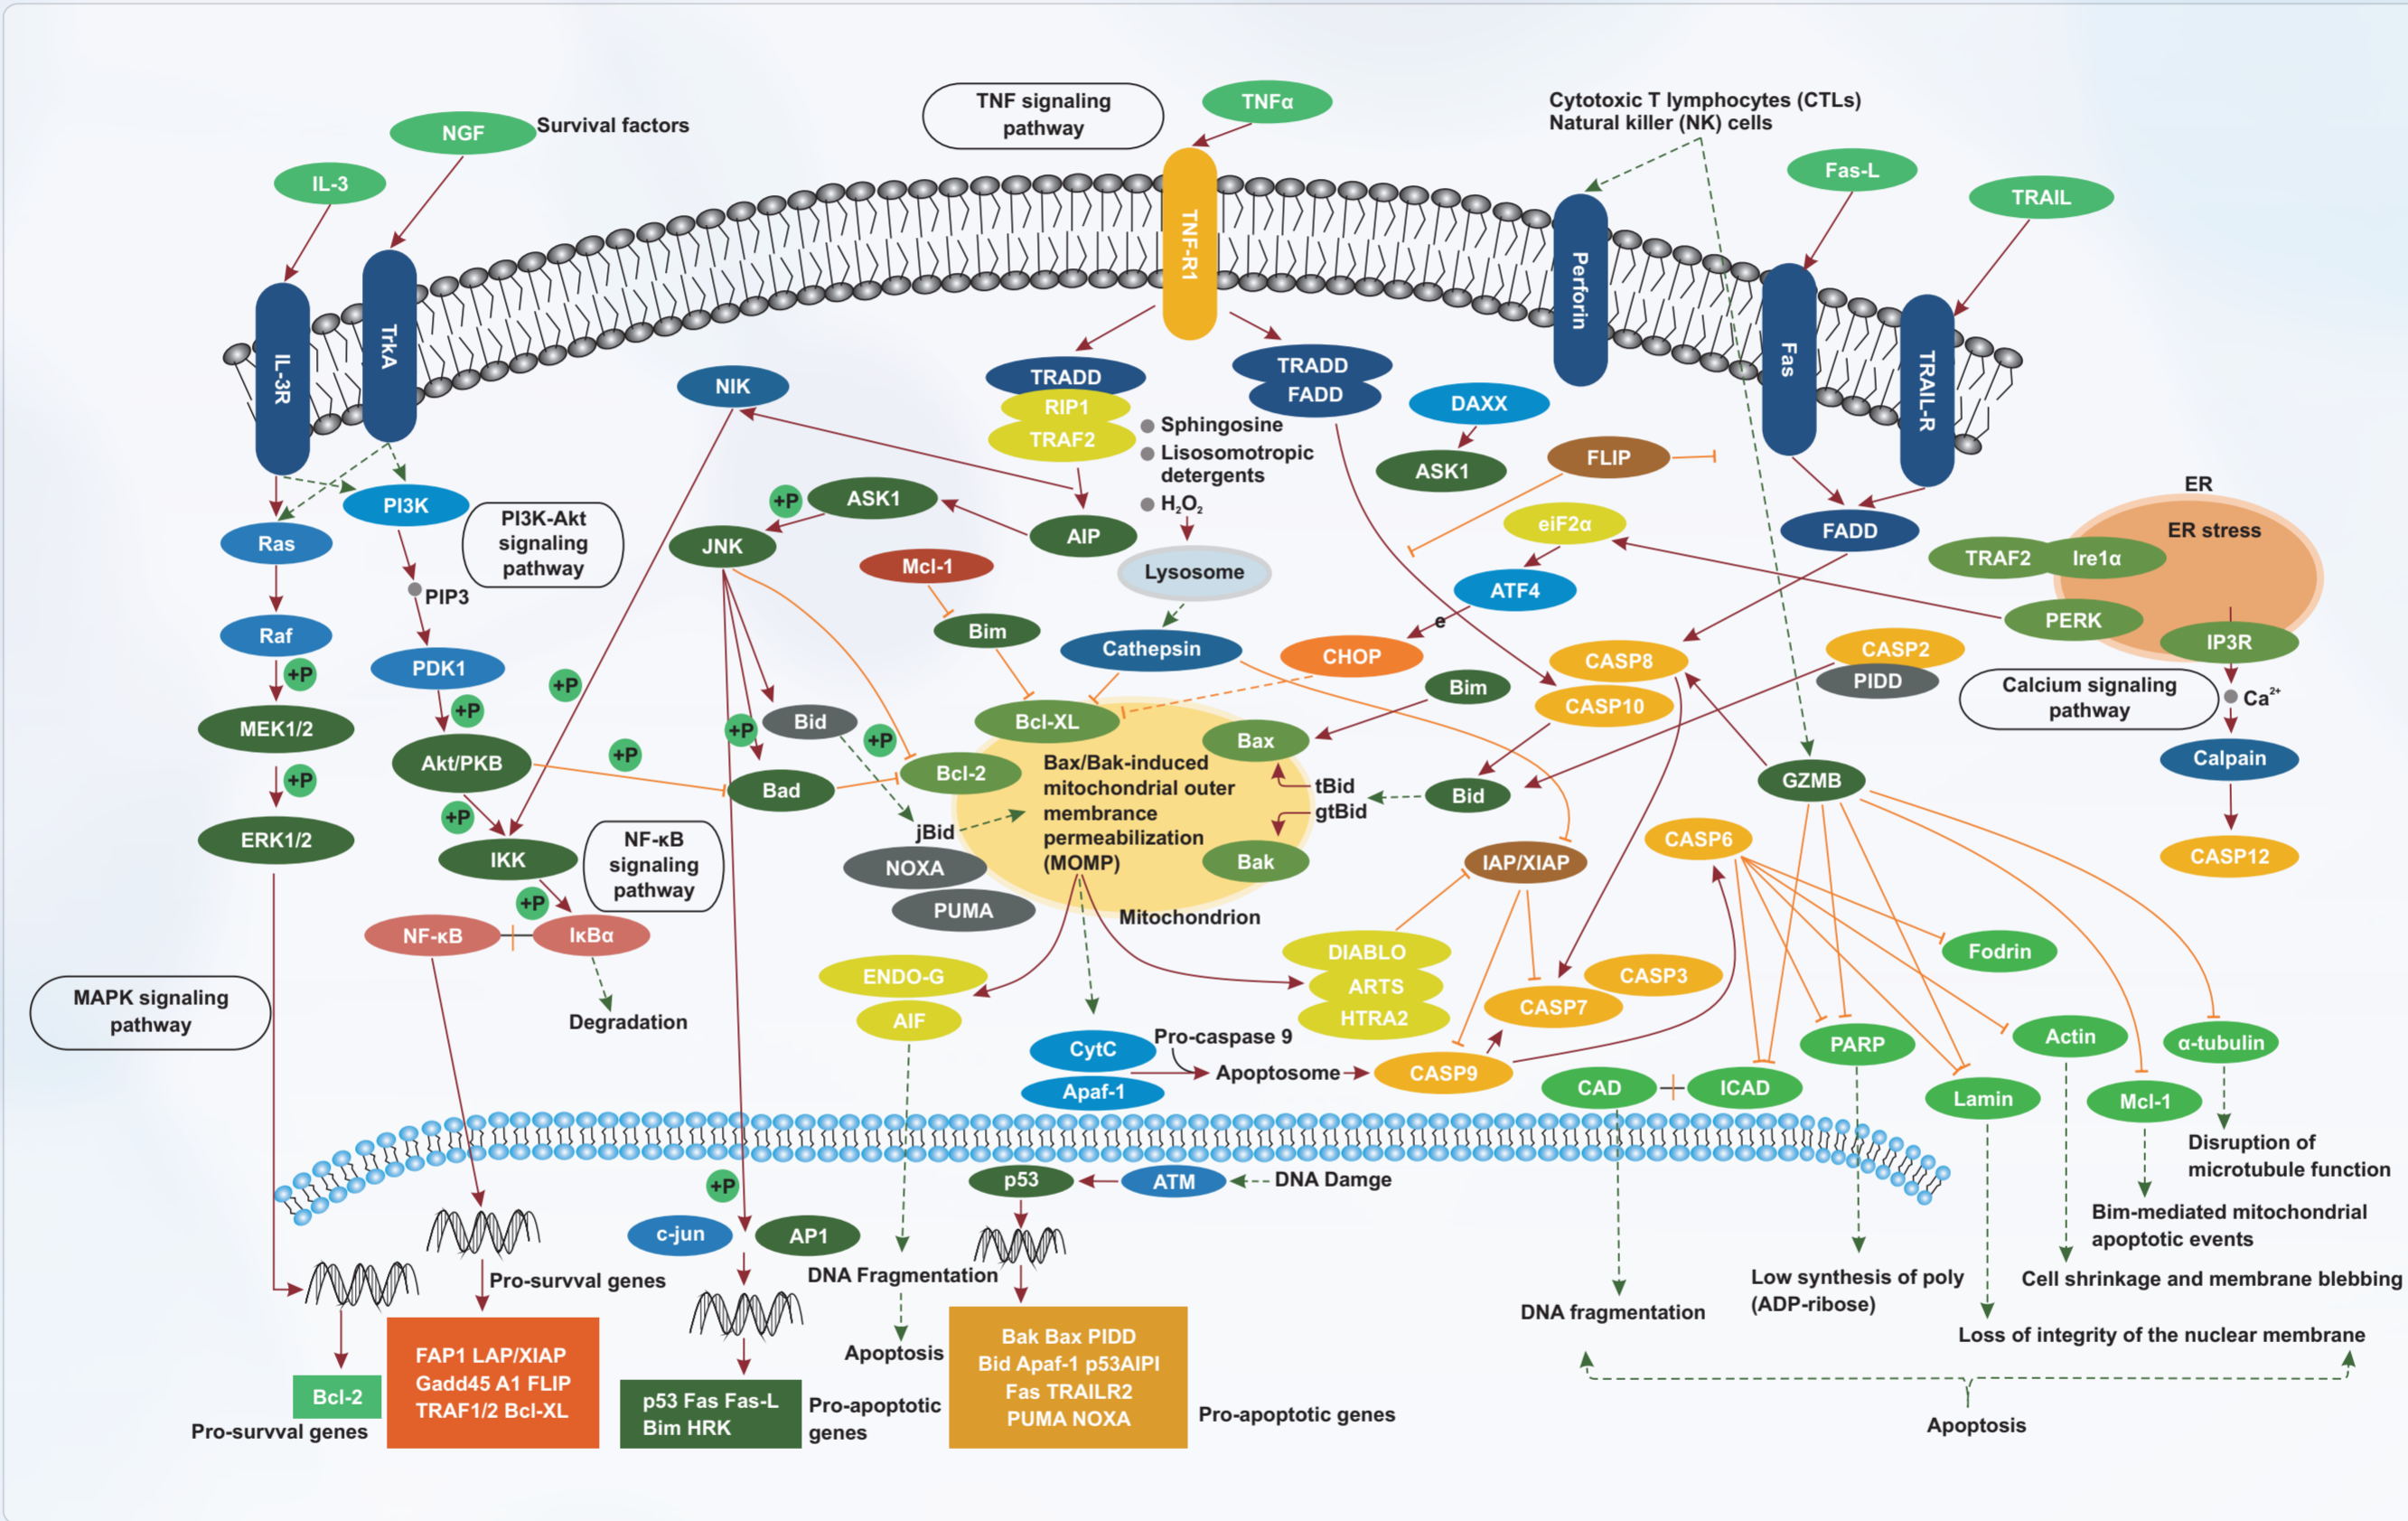 TNF signaling
pathway
TNFα
Cytotoxic T lymphocytes (CTLs)
Natural killer (NK) cells
NGF
Survival factors
IL-3
Fas-L
TRAIL
TNF-R1
Perforin
IL-3R
TrkA
Fas
TRAIL-R
NIK
TRADD
RIP1
TRAF2
TRADD
FADD
Sphingosine
Lisosomotropic
detergents
H₂O₂
DAXX
ASK1
FLIP
ER
ER stress
PI3K
PI3K-Akt
signaling
pathway
+P
ASK1
AIP
JNK
Ras
eiF2α
FADD
TRAF2
Ire1α
Mcl-1
Lysosome
ATF4
PIP3
e
PERK
Raf
+P
Bim
Cathepsin
CHOP
CASP8
CASP10
CASP2
PIDD
IP3R
PDK1
+P
+P
Bim
Calcium signaling
pathway
Ca²⁺
MEK1/2
+P
Bid
+P
+P
Bcl-XL
Bax
Akt/PKB
+P
+P
Bad
Bcl-2
Bax/Bak-induced
mitochondrial outer
membrance
permeabilization
(MOMP)
tBid
gtBid
Bid
GZMB
Calpain
ERK1/2
IKK
NF-κB
signaling
pathway
jBid
NOXA
PUMA
Bak
IAP/XIAP
CASP6
CASP12
+P
Mitochondrion
NF-κB
IκBα
DIABLO
ARTS
HTRA2
Fodrin
ENDO-G
AIF
CASP3
CASP7
MAPK signaling
pathway
Degradation
CytC
Apaf-1
Pro-caspase 9
Apoptosome
CASP9
PARP
Actin
α-tubulin
CAD
ICAD
Lamin
Mcl-1
Disruption of
microtubule function
+P
p53
ATM
DNA Damge
c-jun
AP1
Bim-mediated mitochondrial
apoptotic events
Pro-survval genes
DNA Fragmentation
Low synthesis of poly
(ADP-ribose)
Cell shrinkage and membrane blebbing
DNA fragmentation
Loss of integrity of the nuclear membrane
Apoptosis
Bcl-2
Pro-survval genes
FAP1 LAP/XIAP
Gadd45 A1 FLIP
TRAF1/2 Bcl-XL
p53 Fas Fas-L
Bim HRK
Pro-apoptotic
genes
Bak Bax PIDD
Bid Apaf-1 p53AIPI
Fas TRAILR2
PUMA NOXA
Pro-apoptotic genes
Apoptosis